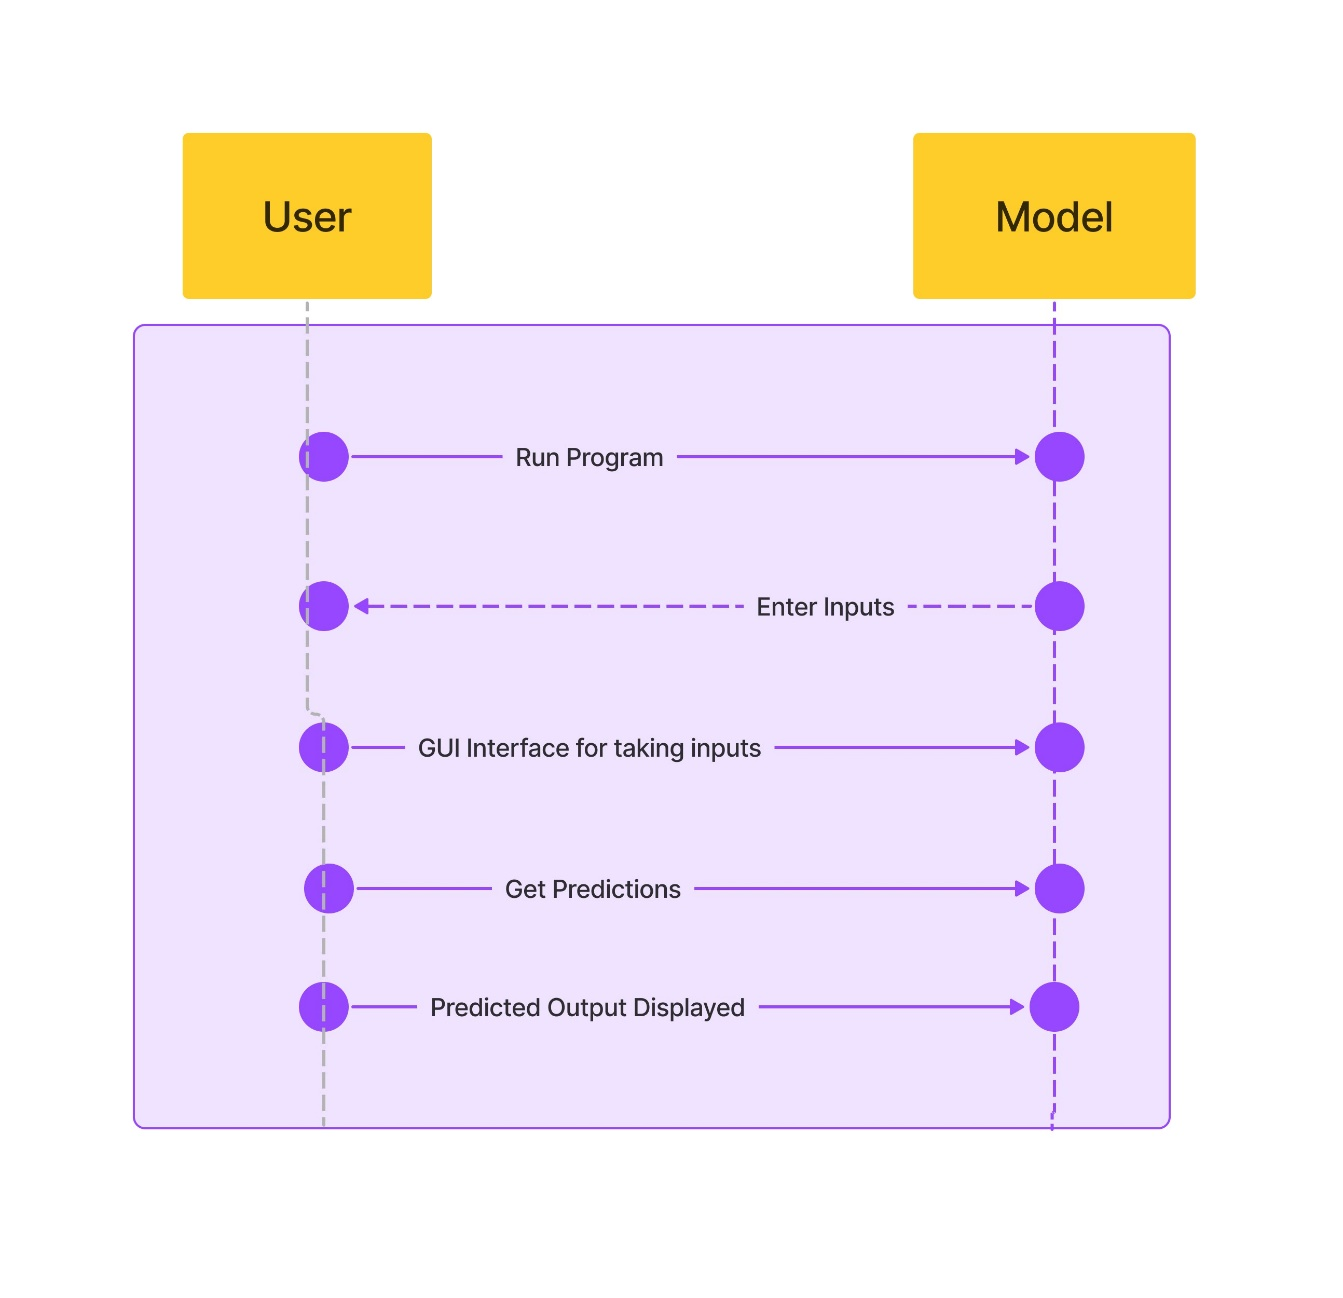 User
Model
Run Program
Enter Inputs
GUI Interface for taking inputs
Get Predictions
Predicted Output Displayed